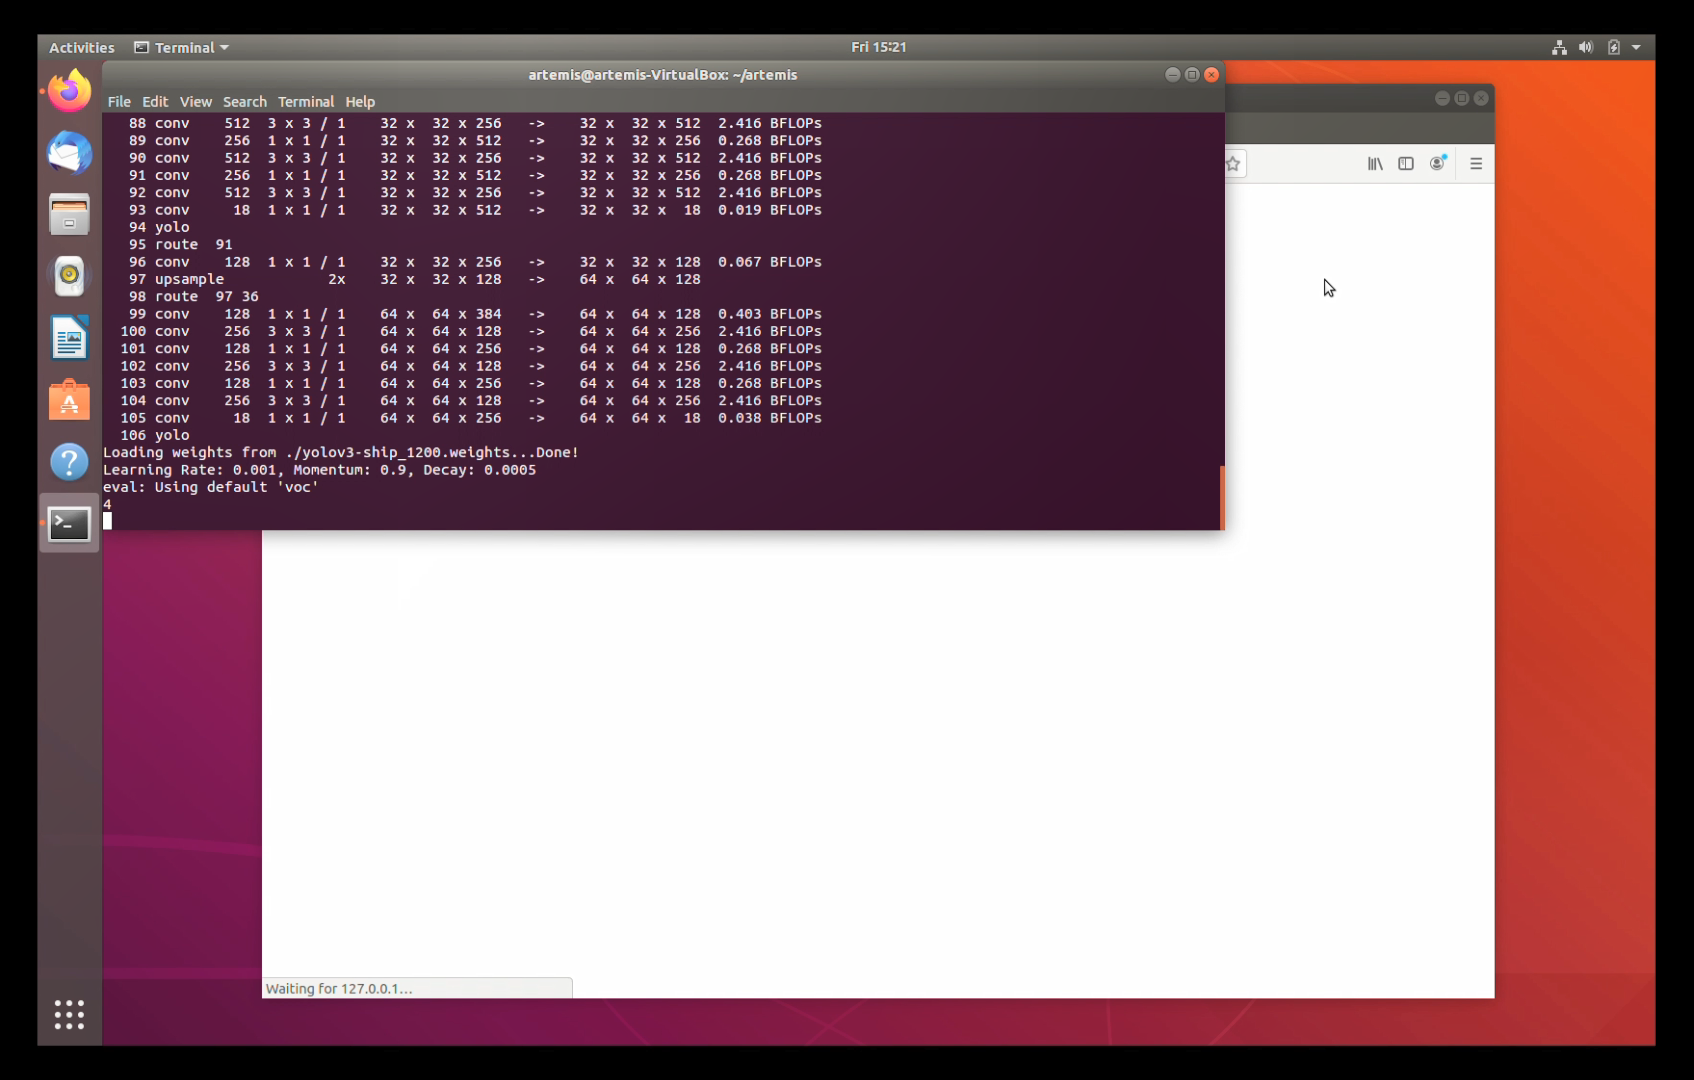 Activities Terminal Fri 15:21
artemis@artemis-VirtualBox: ~/artemis
File Edit View Search Terminal Help
88 conv 512 3 x 3 / 1 32 x 32 x 256 -> 32 x 32 x 512 2.416 BFLOPs
89 conv 256 1 x 1 / 1 32 x 32 x 512 -> 32 x 32 x 256 0.268 BFLOPs
90 conv 512 3 x 3 / 1 32 x 32 x 256 -> 32 x 32 x 512 2.416 BFLOPs
91 conv 256 1 x 1 / 1 32 x 32 x 512 -> 32 x 32 x 256 0.268 BFLOPs
92 conv 512 3 x 3 / 1 32 x 32 x 256 -> 32 x 32 x 512 2.416 BFLOPs
93 conv 18 1 x 1 / 1 32 x 32 x 512 -> 32 x 32 x 18 0.019 BFLOPs
94 yolo
95 route 91
96 conv 128 1 x 1 / 1 32 x 32 x 256 -> 32 x 32 x 128 0.067 BFLOPs
97 upsample 2x 32 x 32 x 128 -> 64 x 64 x 128
98 route 97 36
99 conv 128 1 x 1 / 1 64 x 64 x 384 -> 64 x 64 x 128 0.403 BFLOPs
100 conv 256 3 x 3 / 1 64 x 64 x 128 -> 64 x 64 x 256 2.416 BFLOPs
101 conv 128 1 x 1 / 1 64 x 64 x 256 -> 64 x 64 x 128 0.268 BFLOPs
102 conv 256 3 x 3 / 1 64 x 64 x 128 -> 64 x 64 x 256 2.416 BFLOPs
103 conv 128 1 x 1 / 1 64 x 64 x 256 -> 64 x 64 x 128 0.268 BFLOPs
104 conv 256 3 x 3 / 1 64 x 64 x 128 -> 64 x 64 x 256 2.416 BFLOPs
105 conv 18 1 x 1 / 1 64 x 64 x 256 -> 64 x 64 x 18 0.038 BFLOPs
106 yolo
Loading weights from ./yolov3-ship_1200.weights...Done!
Learning Rate: 0.001, Momentum: 0.9, Decay: 0.0005
eval: Using default 'voc'
4
Waiting for 127.0.0.1...